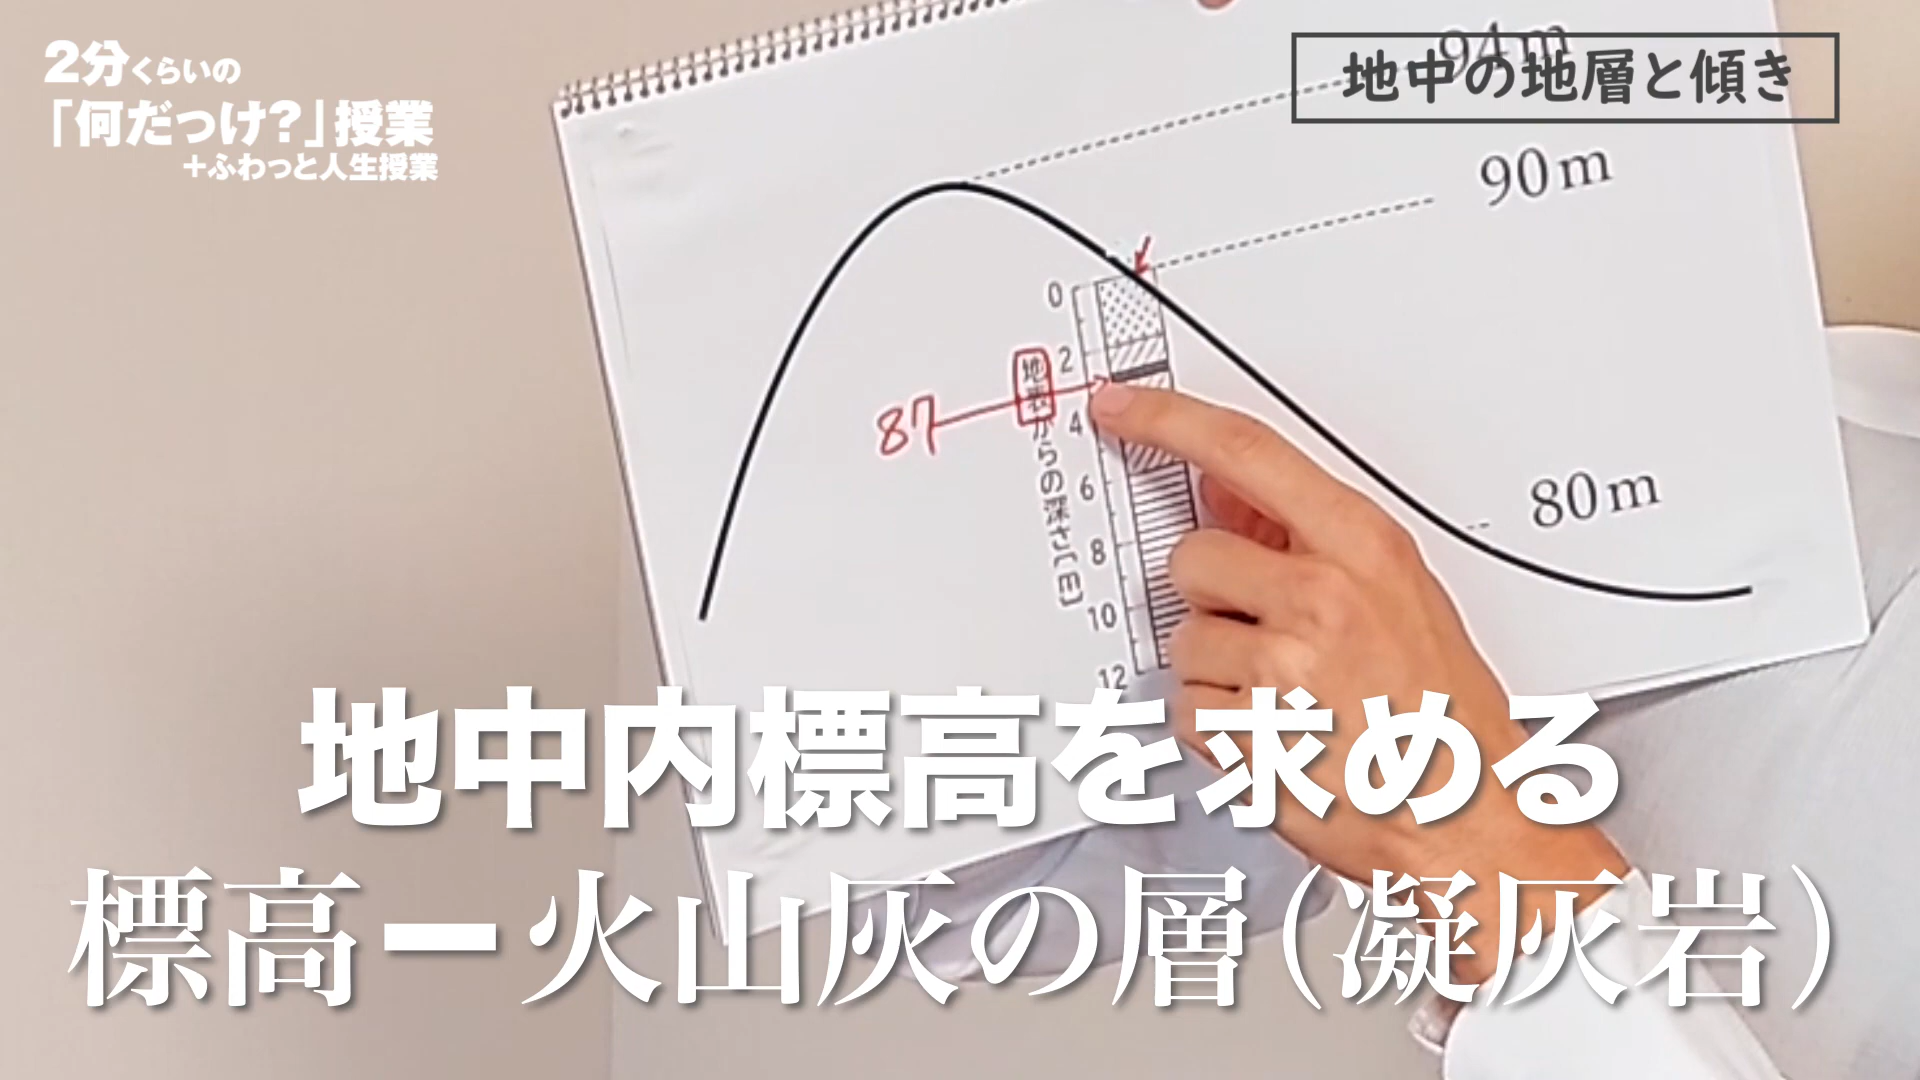 2分くらいの
「何だっけ?」授業
+ふわっと人生授業
地中の地層と傾き
94m
90m
80m
0
2
4
6
8
10
12
地表からの深さ〔m〕
87
地中内標高を求める
標高ー火山灰の層(凝灰岩)